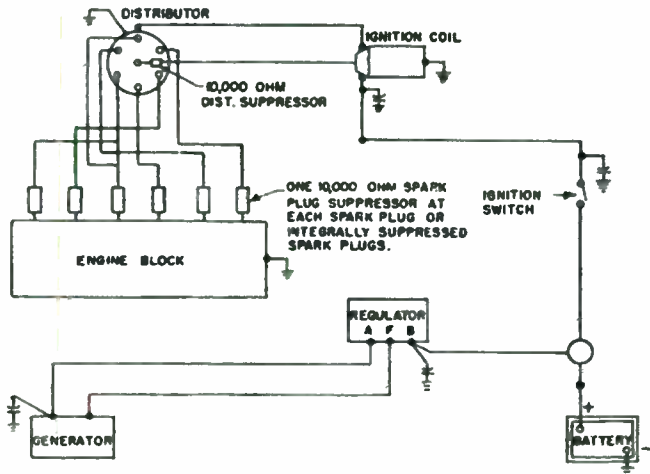 DISTRIBUTOR
IGNITION COIL
10,000 OHM
DIST. SUPPRESSOR
ONE 10,000 OHM SPARK
PLUG SUPPRESSOR AT
EACH SPARK PLUG OR
INTEGRALLY SUPPRESSED
SPARK PLUGS.
IGNITION
SWITCH
ENGINE BLOCK
REGULATOR
A F B
GENERATOR
+
BATTERY
-